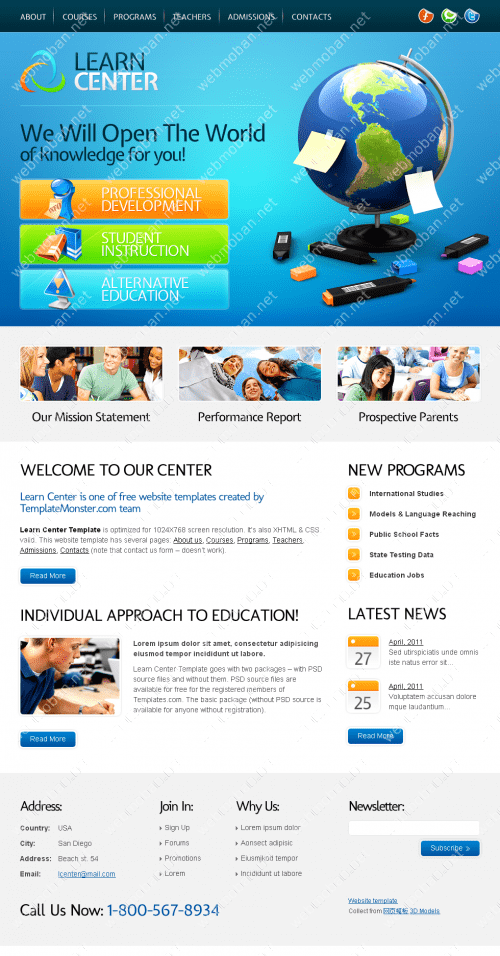 ABOUT COURSES PROGRAMS TEACHERS ADMISSIONS CONTACTS
LEARN
CENTER
We Will Open The World
of knowledge for you!
PROFESSIONAL
DEVELOPMENT
STUDENT
INSTRUCTION
ALTERNATIVE
EDUCATION
webmoban.net
Our Mission Statement
Performance Report
Prospective Parents
WELCOME TO OUR CENTER
Learn Center is one of free website templates created by
TemplateMonster.com team
Learn Center Template is optimized for 1024X768 screen resolution. It's also XHTML & CSS
valid. This website template has several pages: About us, Courses, Programs, Teachers,
Admissions, Contacts (note that contact us form – doesn't work).
Read More
NEW PROGRAMS
International Studies
Models & Language Reaching
Public School Facts
State Testing Data
Education Jobs
INDIVIDUAL APPROACH TO EDUCATION!
Lorem ipsum dolor sit amet, consectetur adipisicing
eiusmod tempor incididunt ut labore.
Learn Center Template goes with two packages – with PSD
source files and without them. PSD source files are
available for free for the registered members of
Templates.com. The basic package (without PSD source is
available for anyone without registration).
Read More
LATEST NEWS
27
April, 2011
Sed utrispiciatis unde omnis
iste natus error sit...
25
April, 2011
Voluptatem accusan dolore
mque laudantium...
Read More
Address:
Country: USA
City: San Diego
Address: Beach st. 54
Email: lcenter@mail.com
Join In:
Sign Up
Forums
Promotions
Lorem
Why Us:
Lorem ipsum dolor
Aonsect adipisic
Eiusmjkod tempor
Incididunt ut labore
Newsletter:
Subscribe
Call Us Now: 1-800-567-8934
Website template
Collect from 网页模板 3D Models